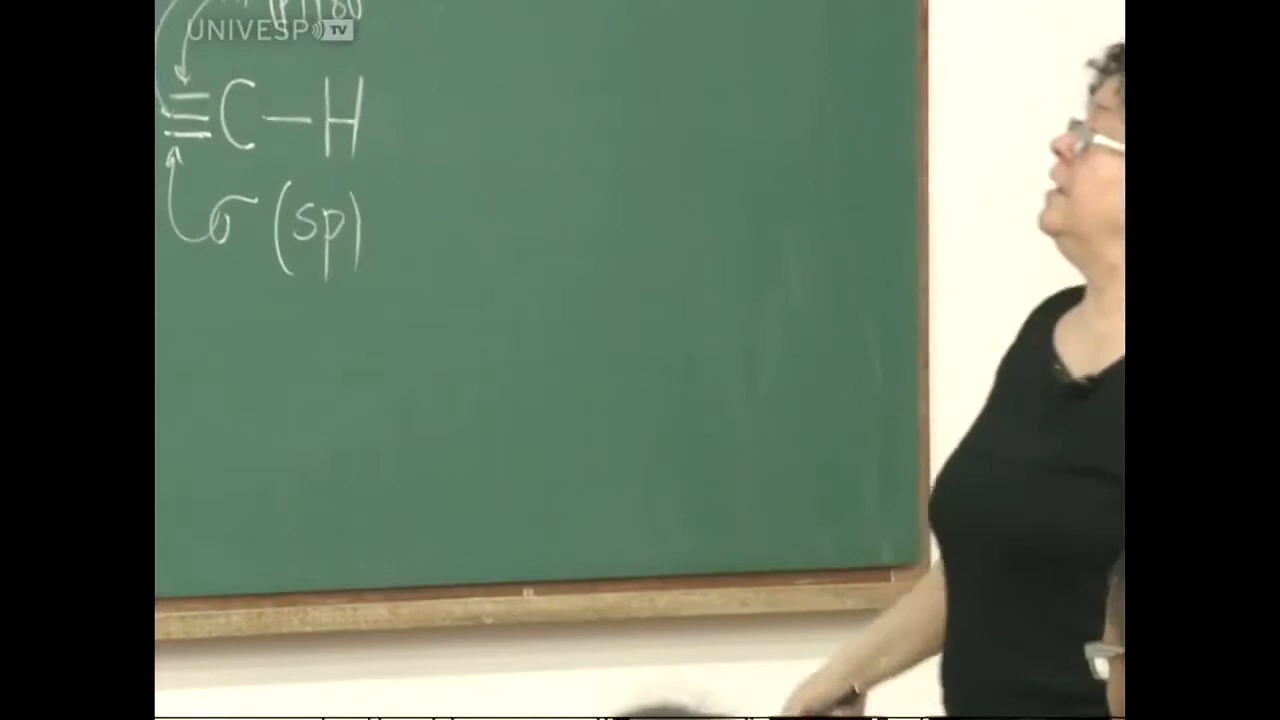 UNIVESP TV
≡C—H
σ (sp)